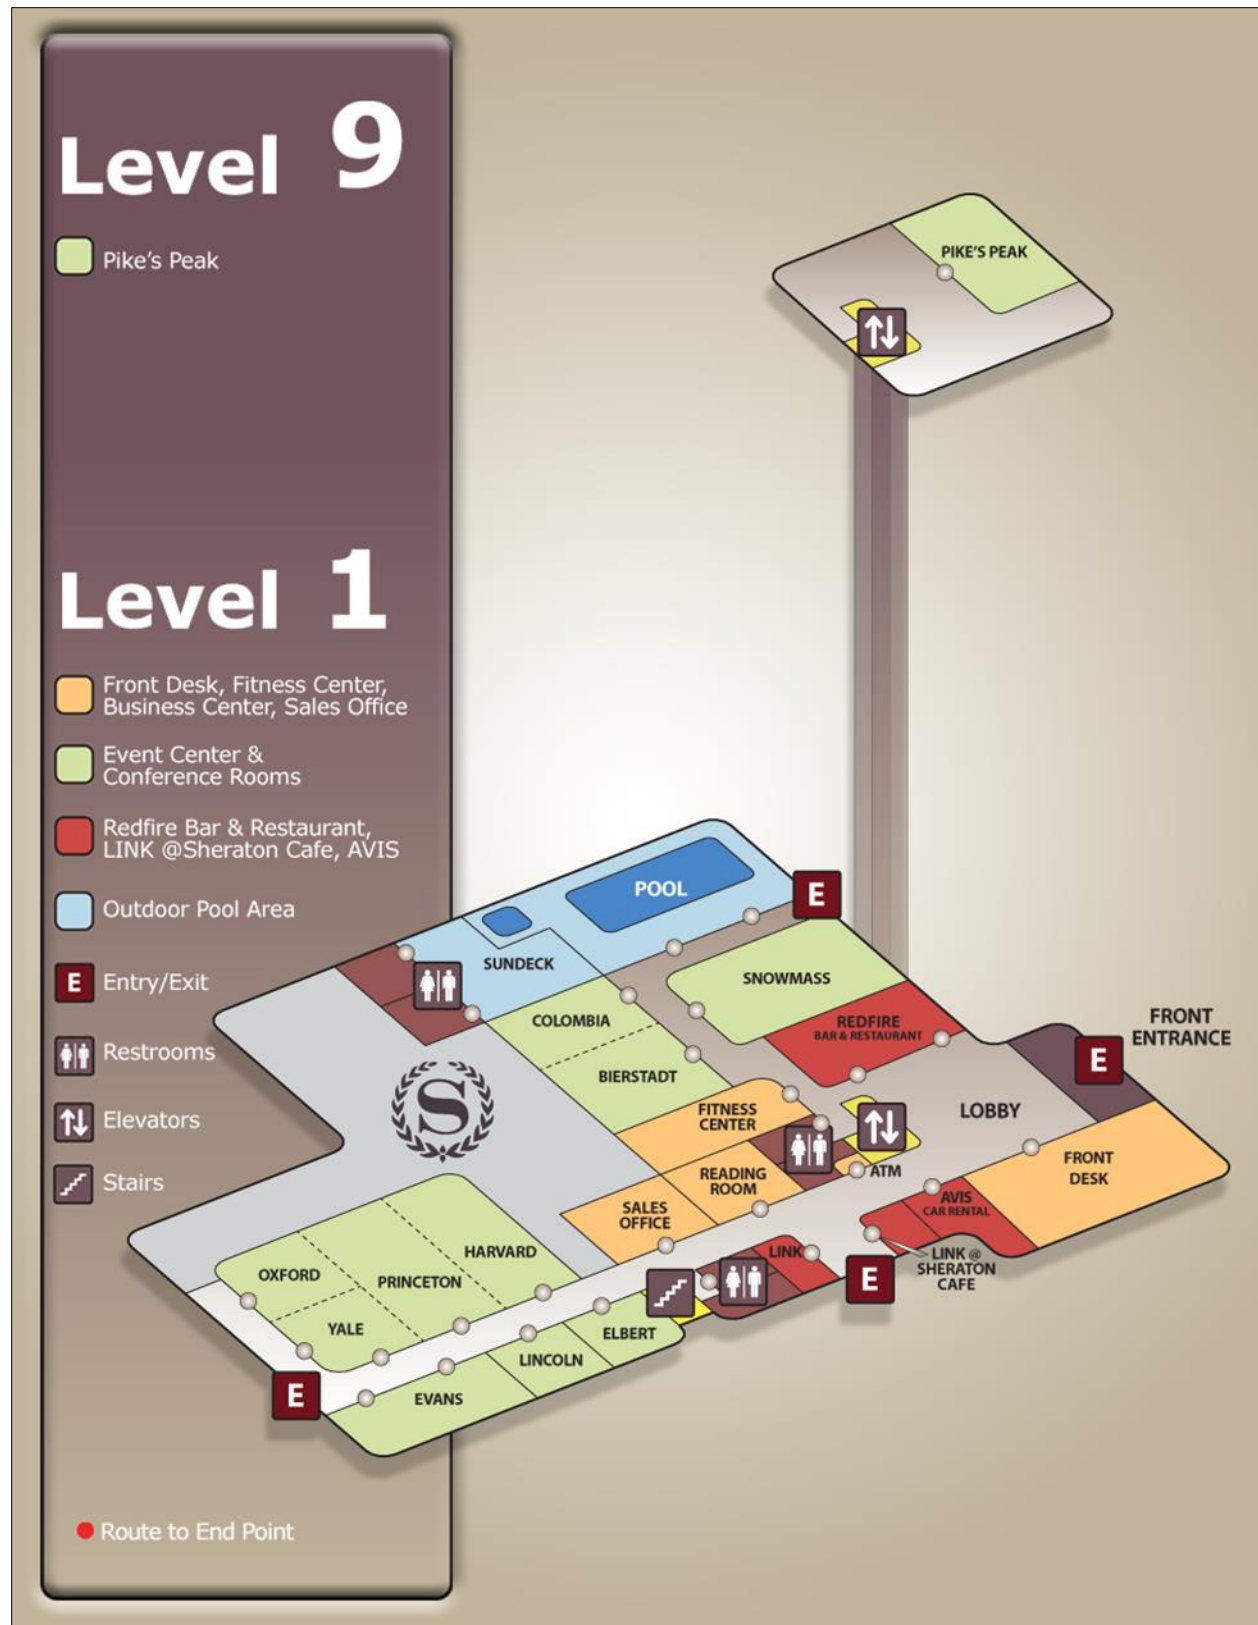 Level 9
Pike's Peak
Level 1
Front Desk, Fitness Center,
Business Center, Sales Office
Event Center &
Conference Rooms
Redfire Bar & Restaurant,
LINK @Sheraton Cafe, AVIS
Outdoor Pool Area
E
Entry/Exit
Restrooms
Elevators
Stairs
Route to End Point
PIKE'S PEAK
POOL
E
SUNDECK
SNOWMASS
COLOMBIA
REDFIRE
BAR & RESTAURANT
FRONT
ENTRANCE
E
BIERSTADT
S
FITNESS
CENTER
LOBBY
READING
ROOM
ATM
FRONT
DESK
SALES
OFFICE
AVIS
CAR RENTAL
HARVARD
LINK
LINK @
SHERATON
CAFE
E
OXFORD
PRINCETON
YALE
ELBERT
LINCOLN
E
EVANS